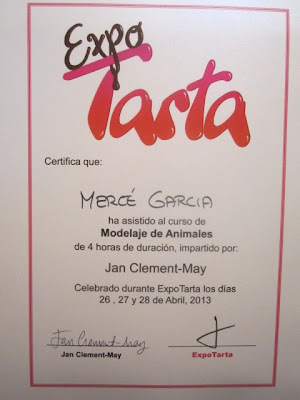 Expo
Tarta
Certifica que:
MERCÉ GARCIA
ha asistido al curso de
Modelaje de Animales
de 4 horas de duración, impartido por:
Jan Clement-May
Celebrado durante ExpoTarta los días
26 , 27 y 28 de Abril, 2013
Jan Clement-May
Jan Clement-May
ExpoTarta